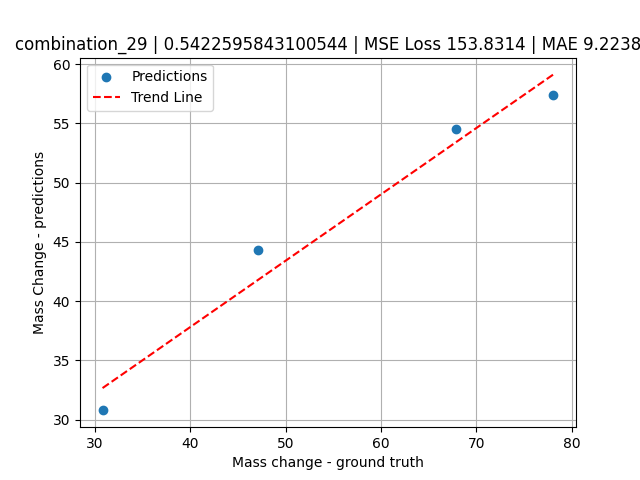 combination_29 | 0.5422595843100544 | MSE Loss 153.8314 | MAE 9.2238
Predictions
Trend Line
60
55
50
45
40
35
30
Mass Change - predictions
30 40 50 60 70 80
Mass change - ground truth